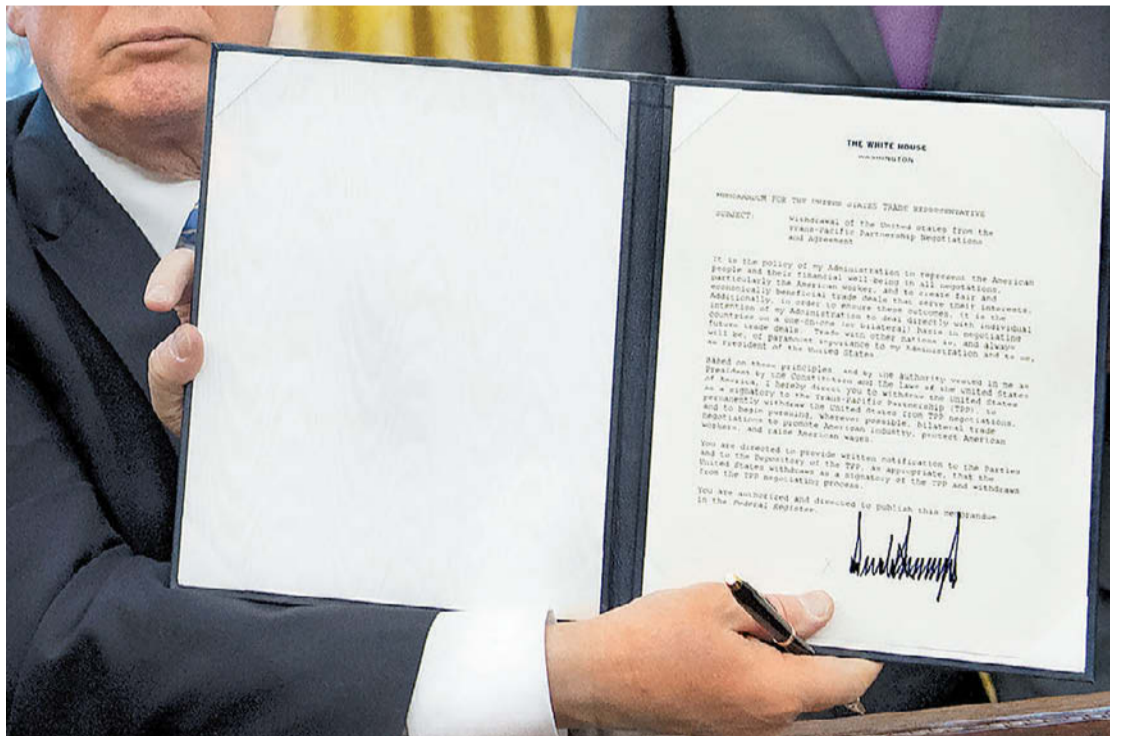 THE WHITE HOUSE
WASHINGTON
MEMORANDUM FOR THE UNITED STATES TRADE REPRESENTATIVE
SUBJECT: Withdrawal of the United States from the
Trans-Pacific Partnership Negotiations
and Agreement
It is the policy of my Administration to represent the American
people and their financial well-being in all negotiations,
particularly the American worker, and to create fair and
economically beneficial trade deals that serve their interests.
Additionally, in order to ensure these outcomes, it is the
intention of my Administration to deal directly with individual
countries on a one-on-one (or bilateral) basis in negotiating
future trade deals. Trade with other nations is, and always
will be, of paramount importance to my Administration and to me,
as President of the United States.
Based on these principles, and by the authority vested in me as
President by the Constitution and the laws of the United States
of America, I hereby direct you to withdraw the United States
as a signatory to the Trans-Pacific Partnership (TPP), to
permanently withdraw the United States from TPP negotiations,
and to begin pursuing, wherever possible, bilateral trade
negotiations to promote American industry, protect American
workers, and raise American wages.
You are directed to provide written notification to the Parties
and to the Depository of the TPP, as appropriate, that the
United States withdraws as a signatory of the TPP and withdraws
from the TPP negotiating process.
You are authorized and directed to publish this memorandum
in the Federal Register.